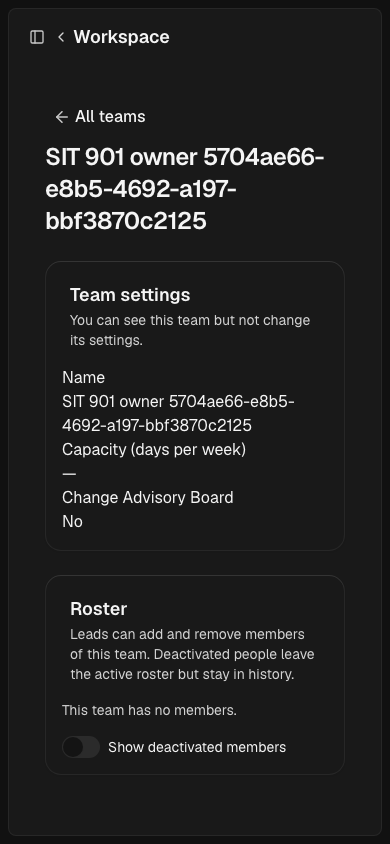 Workspace
All teams
SIT 901 owner 5704ae66-
e8b5-4692-a197-
bbf3870c2125
Team settings
You can see this team but not change
its settings.
Name
SIT 901 owner 5704ae66-e8b5-
4692-a197-bbf3870c2125
Capacity (days per week)
—
Change Advisory Board
No
Roster
Leads can add and remove members
of this team. Deactivated people leave
the active roster but stay in history.
This team has no members.
Show deactivated members